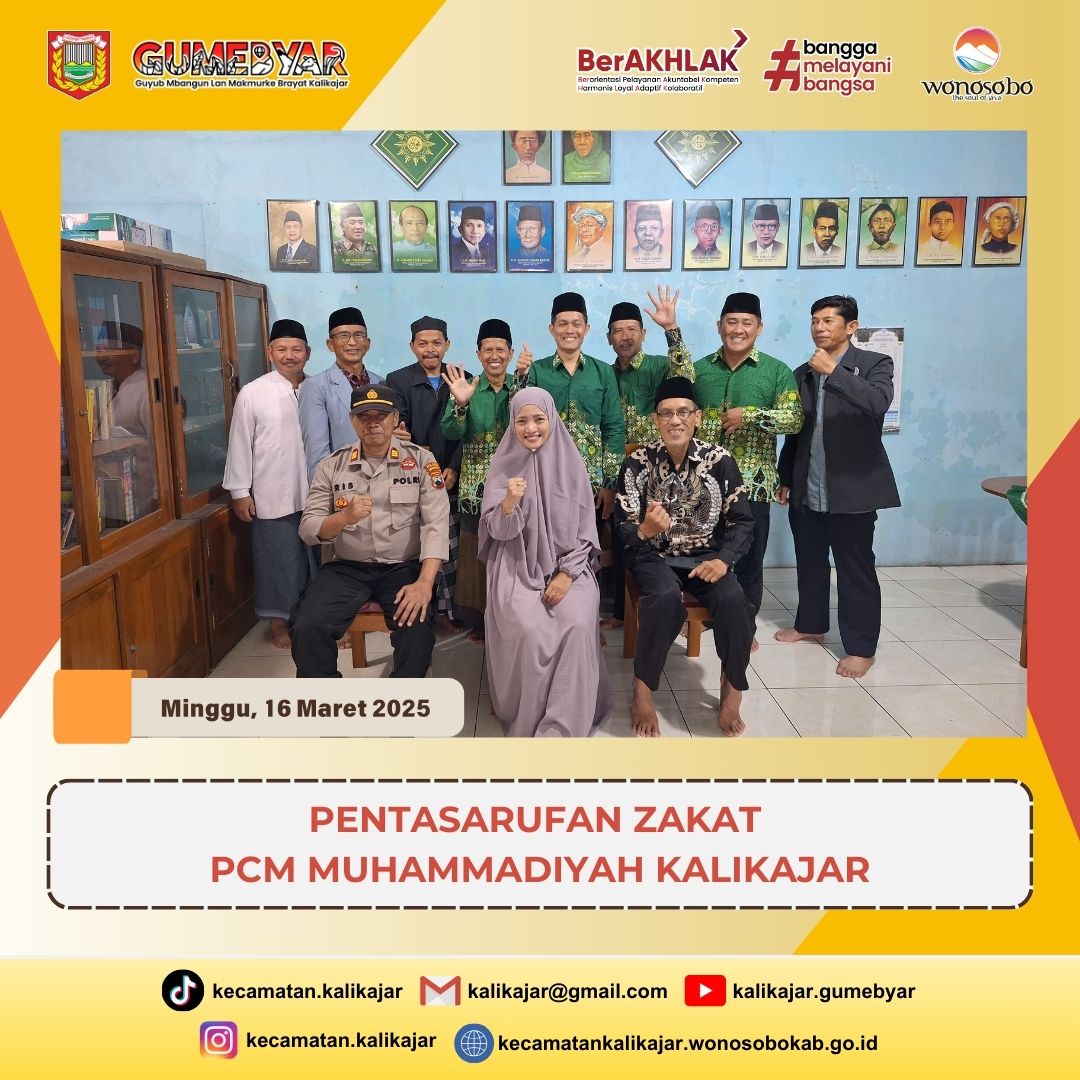 GUMEBYAR
Guyub Mbangun Lan Makmurke Brayat Kalikajar
BerAKHLAK
Berorientasi Pelayanan Akuntabel Kompeten
Harmonis Loyal Adaptif Kolaboratif
#bangga
melayani
bangsa
wonosobo
the soul of java
RIS
POLRI
Minggu, 16 Maret 2025
PENTASARUFAN ZAKAT
PCM MUHAMMADIYAH KALIKAJAR
kecamatan.kalikajar
kalikajar@gmail.com
kalikajar.gumebyar
kecamatan.kalikajar
kecamatankalikajar.wonosobokab.go.id